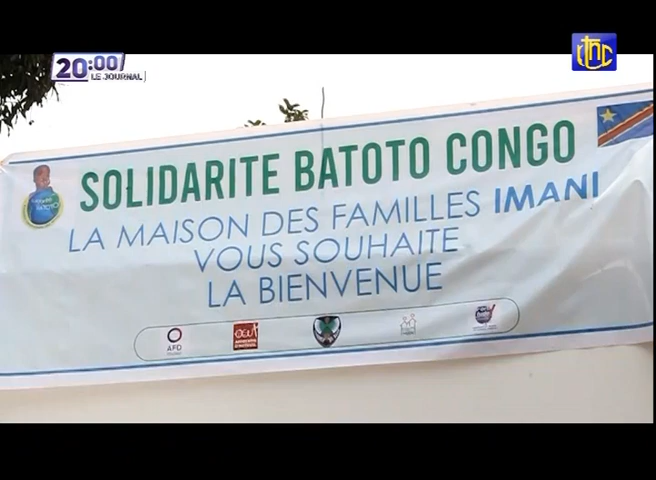 20:00
LE JOURNAL
SOLIDARITE BATOTO CONGO
LA MAISON DES FAMILLES IMANI
VOUS SOUHAITE
LA BIENVENUE
AFD